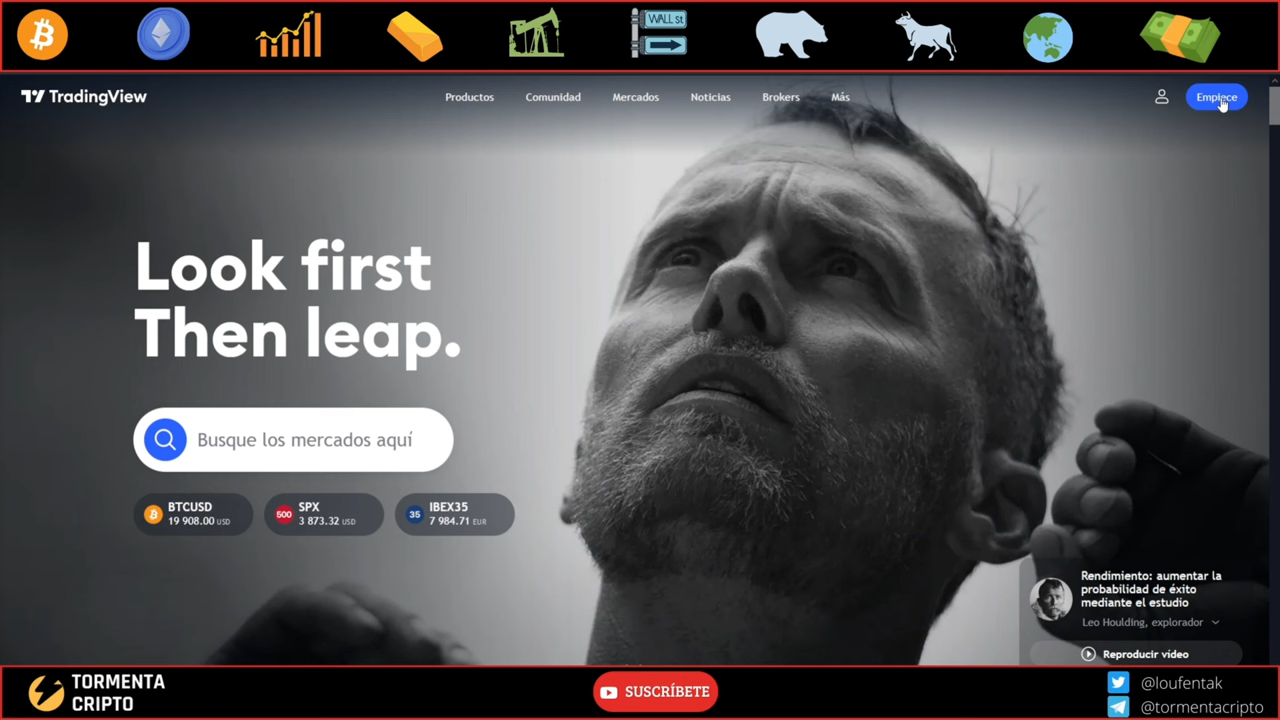 WALL st
TradingView
Productos
Comunidad
Mercados
Noticias
Brokers
Más
Empiece
Look first
Then leap.
Busque los mercados aquí
BTCUSD
19 908.00 USD
500
SPX
3 873.32 USD
35
IBEX35
7 984.71 EUR
Rendimiento: aumentar la
probabilidad de éxito
mediante el estudio
Leo Houlding, explorador
Reproducir vídeo
TORMENTA
CRIPTO
SUSCRÍBETE
@loufentak
@tormentacripto